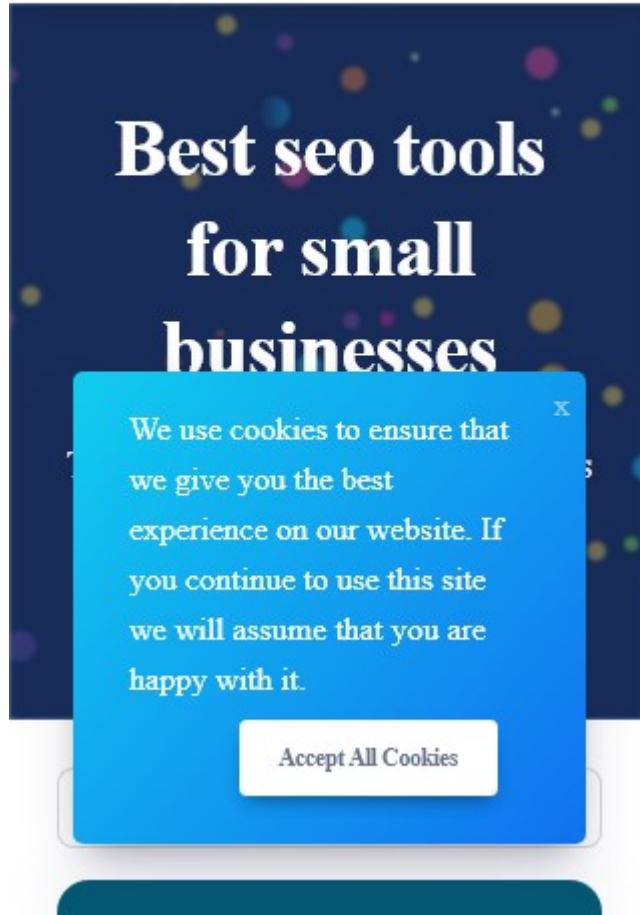 Best seo tools
for small
businesses
x
We use cookies to ensure that
we give you the best
experience on our website. If
you continue to use this site
we will assume that you are
happy with it.
Accept All Cookies